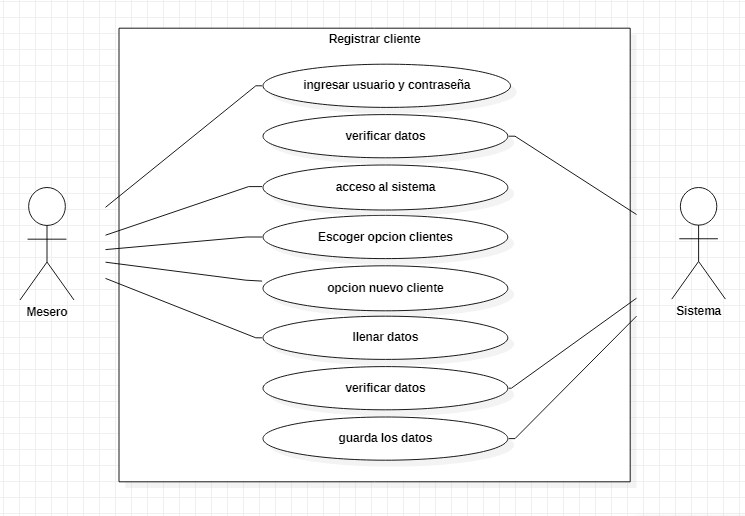 Registrar cliente
ingresar usuario y contraseña
verificar datos
acceso al sistema
Escoger opcion clientes
opcion nuevo cliente
llenar datos
verificar datos
guarda los datos
Mesero
Sistema